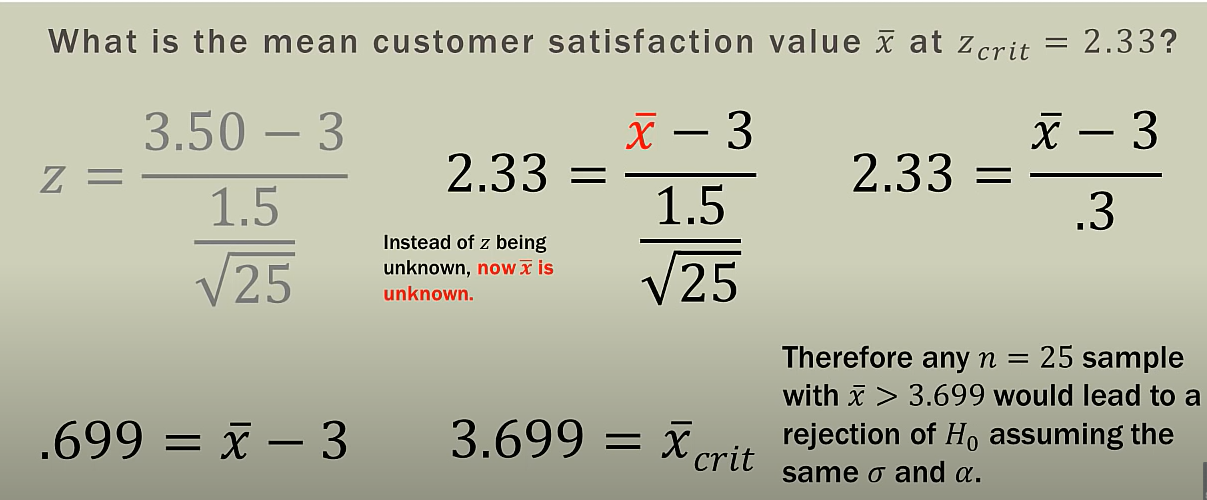 What is the mean customer satisfaction value x̄ at z_crit = 2.33?
z = (3.50 − 3) / (1.5 / √25)
2.33 = (x̄ − 3) / (1.5 / √25)
2.33 = (x̄ − 3) / .3
Instead of z being
unknown, now x̄ is
unknown.
.699 = x̄ − 3
3.699 = x̄_crit
Therefore any n = 25 sample
with x̄ > 3.699 would lead to a
rejection of H₀ assuming the
same σ and α.